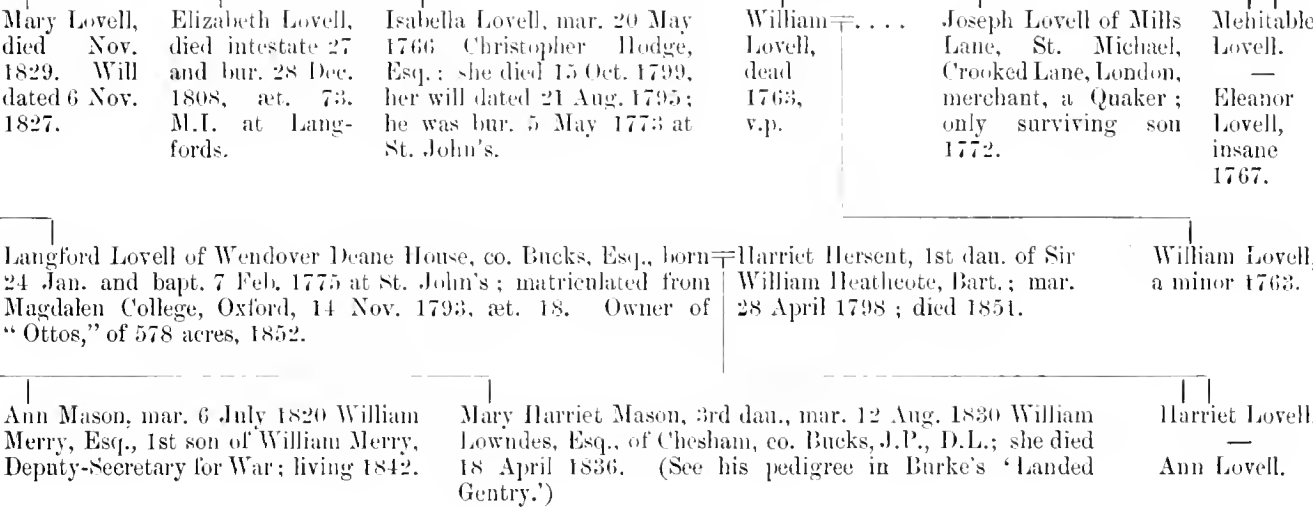 Mary Lovell,
died Nov.
1829. Will
dated 6 Nov.
1827.
Elizabeth Lovell,
died intestate 27
and bur. 28 Dec.
1808, æt. 73.
M.I. at Lang-
fords.
Isabella Lovell, mar. 20 May
1766 Christopher Hodge,
Esq.; she died 15 Oct. 1799,
her will dated 21 Aug. 1795;
he was bur. 5 May 1773 at
St. John's.
William=....
Lovell,
dead
1763,
v.p.
Joseph Lovell of Mills
Lane, St. Michael,
Crooked Lane, London,
merchant, a Quaker;
only surviving son
1772.
Mehitable
Lovell.
—
Eleanor
Lovell,
insane
1767.
Langford Lovell of Wendover Deane House, co. Bucks, Esq., born=Harriet Hersent, 1st dau. of Sir
24 Jan. and bapt. 7 Feb. 1775 at St. John's; matriculated from
Magdalen College, Oxford, 14 Nov. 1793, æt. 18. Owner of
"Ottos," of 578 acres, 1852.
William Heathcote, Bart.; mar.
28 April 1798; died 1851.
William Lovell,
a minor 1763.
Ann Mason, mar. 6 July 1820 William
Merry, Esq., 1st son of William Merry,
Deputy-Secretary for War; living 1842.
Mary Harriet Mason, 3rd dau., mar. 12 Aug. 1830 William
Lowndes, Esq., of Chesham, co. Bucks, J.P., D.L.; she died
18 April 1836. (See his pedigree in Burke's 'Landed
Gentry.')
Harriet Lovell
—
Ann Lovell.